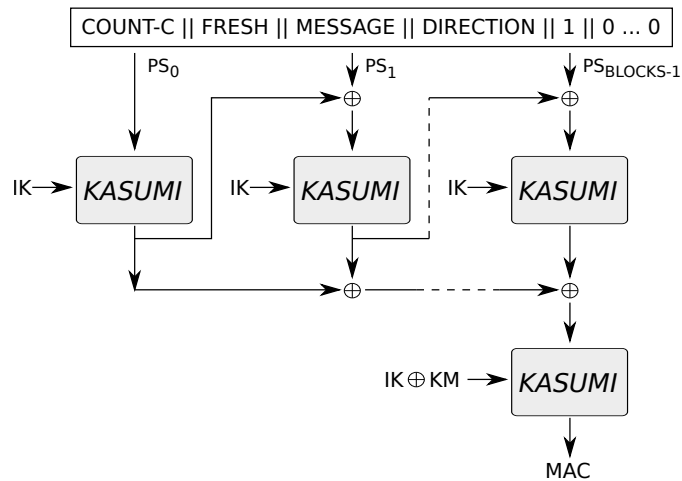 COUNT-C || FRESH || MESSAGE || DIRECTION || 1 || 0 ... 0
PS0 PS1 PSBLOCKS-1
IK KASUMI IK KASUMI IK KASUMI
IK ⊕ KM KASUMI
MAC